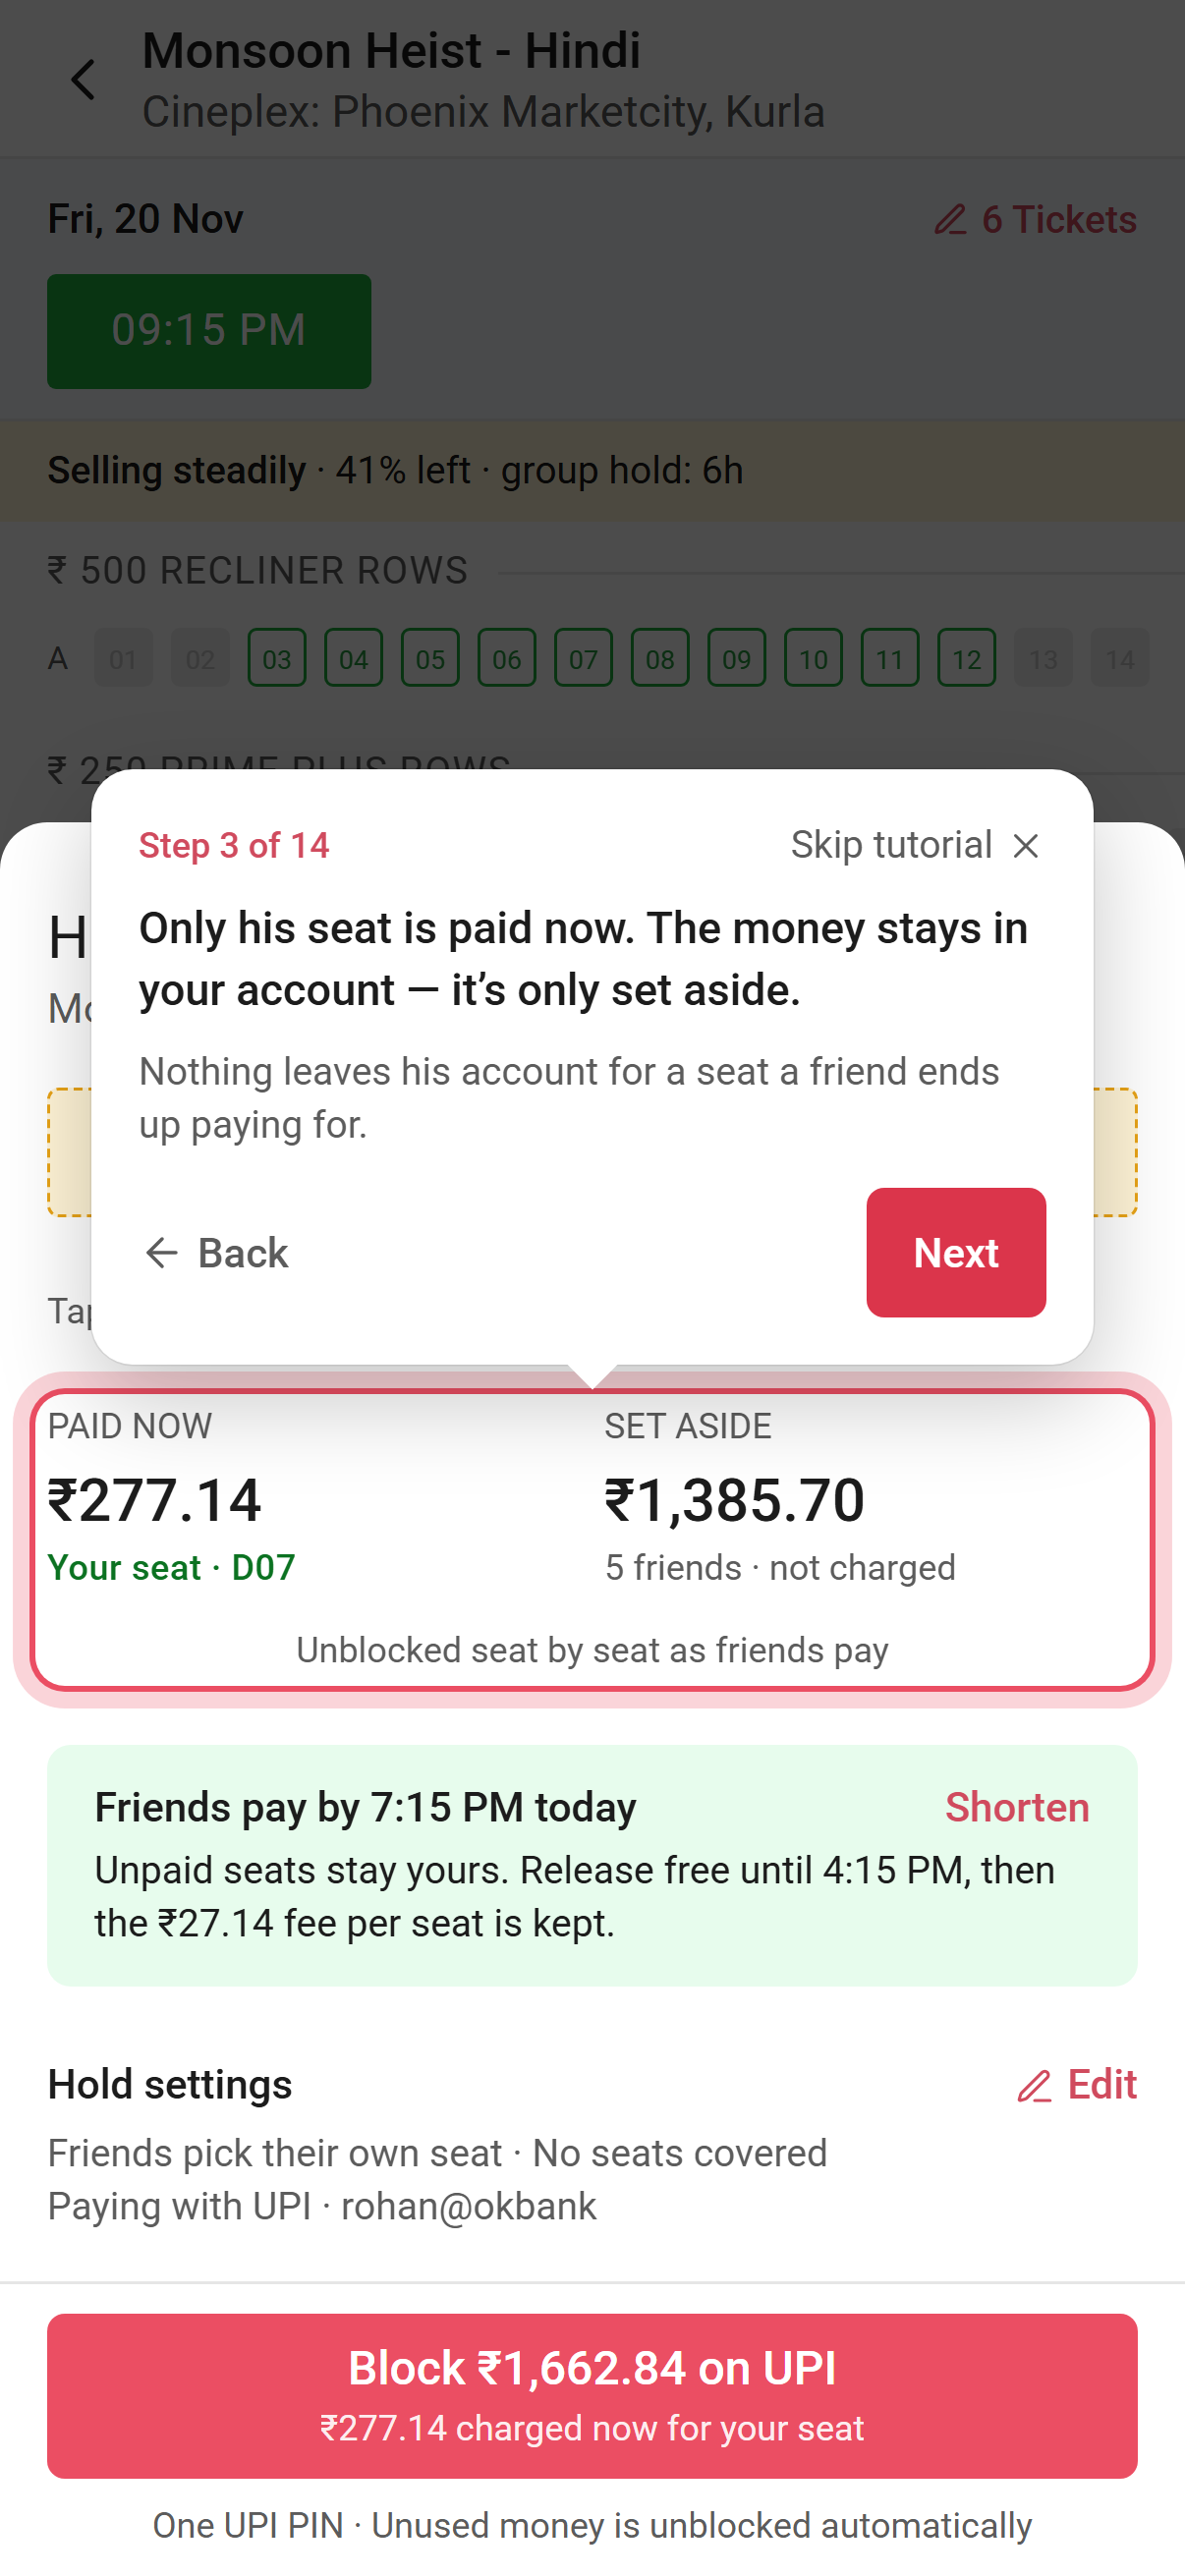 Monsoon Heist - Hindi
Cineplex: Phoenix Marketcity, Kurla
Fri, 20 Nov
6 Tickets
09:15 PM
Selling steadily · 41% left · group hold: 6h
₹ 500 RECLINER ROWS
A 01 02 03 04 05 06 07 08 09 10 11 12 13 14
₹ 250 PRIME PLUS ROWS
Step 3 of 14
Skip tutorial
Only his seat is paid now. The money stays in
your account — it’s only set aside.
Nothing leaves his account for a seat a friend ends
up paying for.
Back
Next
PAID NOW
₹277.14
Your seat · D07
SET ASIDE
₹1,385.70
5 friends · not charged
Unblocked seat by seat as friends pay
Friends pay by 7:15 PM today
Shorten
Unpaid seats stay yours. Release free until 4:15 PM, then
the ₹27.14 fee per seat is kept.
Hold settings
Edit
Friends pick their own seat · No seats covered
Paying with UPI · rohan@okbank
Block ₹1,662.84 on UPI
₹277.14 charged now for your seat
One UPI PIN · Unused money is unblocked automatically